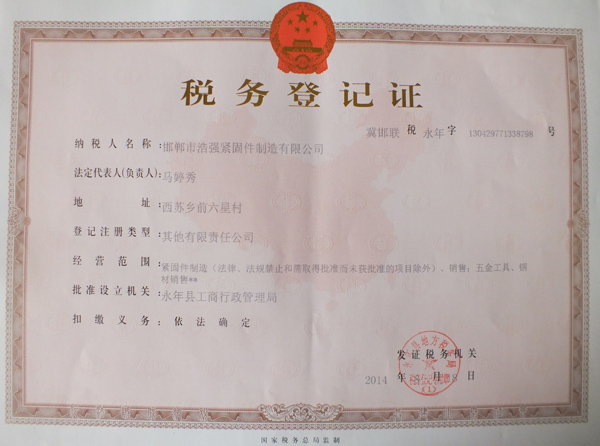 税务登记证
冀邯联 税 永年 字 130429771338798 号
纳税人名称:邯郸市浩强紧固件制造有限公司
法定代表人(负责人):马婷秀
地址:西苏乡前六星村
登记注册类型:其他有限责任公司
经营范围:紧固件制造(法律、法规禁止和需取得批准而未获批准的项目除外)、销售;五金工具、钢
材销售**
批准设立机关:永年县工商行政管理局
扣缴义务:依法确定
发证税务机关
2014 年 月 8 日
国家税务总局监制